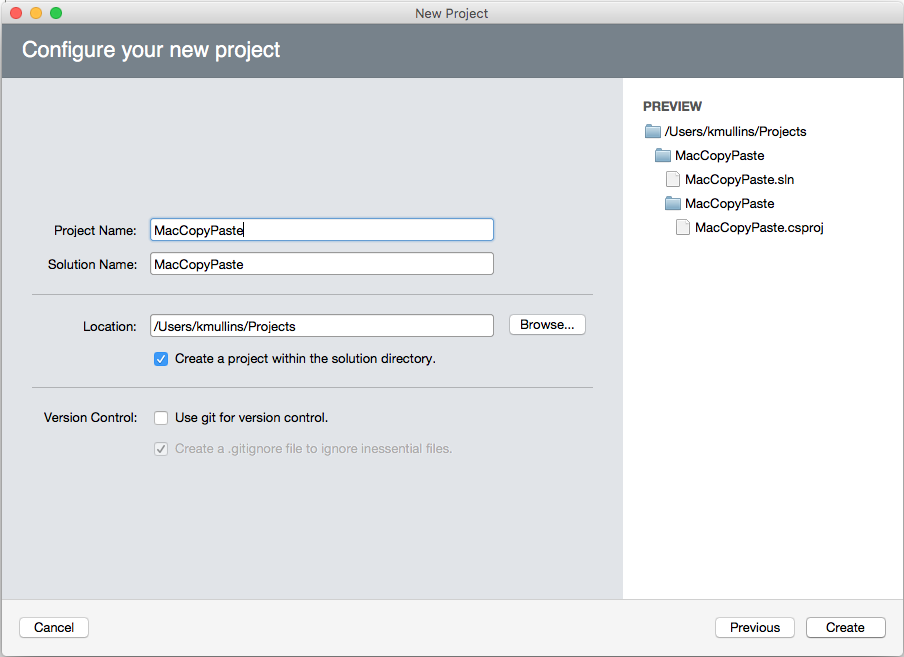 New Project
Configure your new project
Project Name: MacCopyPaste
Solution Name: MacCopyPaste
Location: /Users/kmullins/Projects Browse...
Create a project within the solution directory.
Version Control: Use git for version control.
Create a .gitignore file to ignore inessential files.
PREVIEW
/Users/kmullins/Projects
MacCopyPaste
MacCopyPaste.sln
MacCopyPaste
MacCopyPaste.csproj
Cancel Previous Create